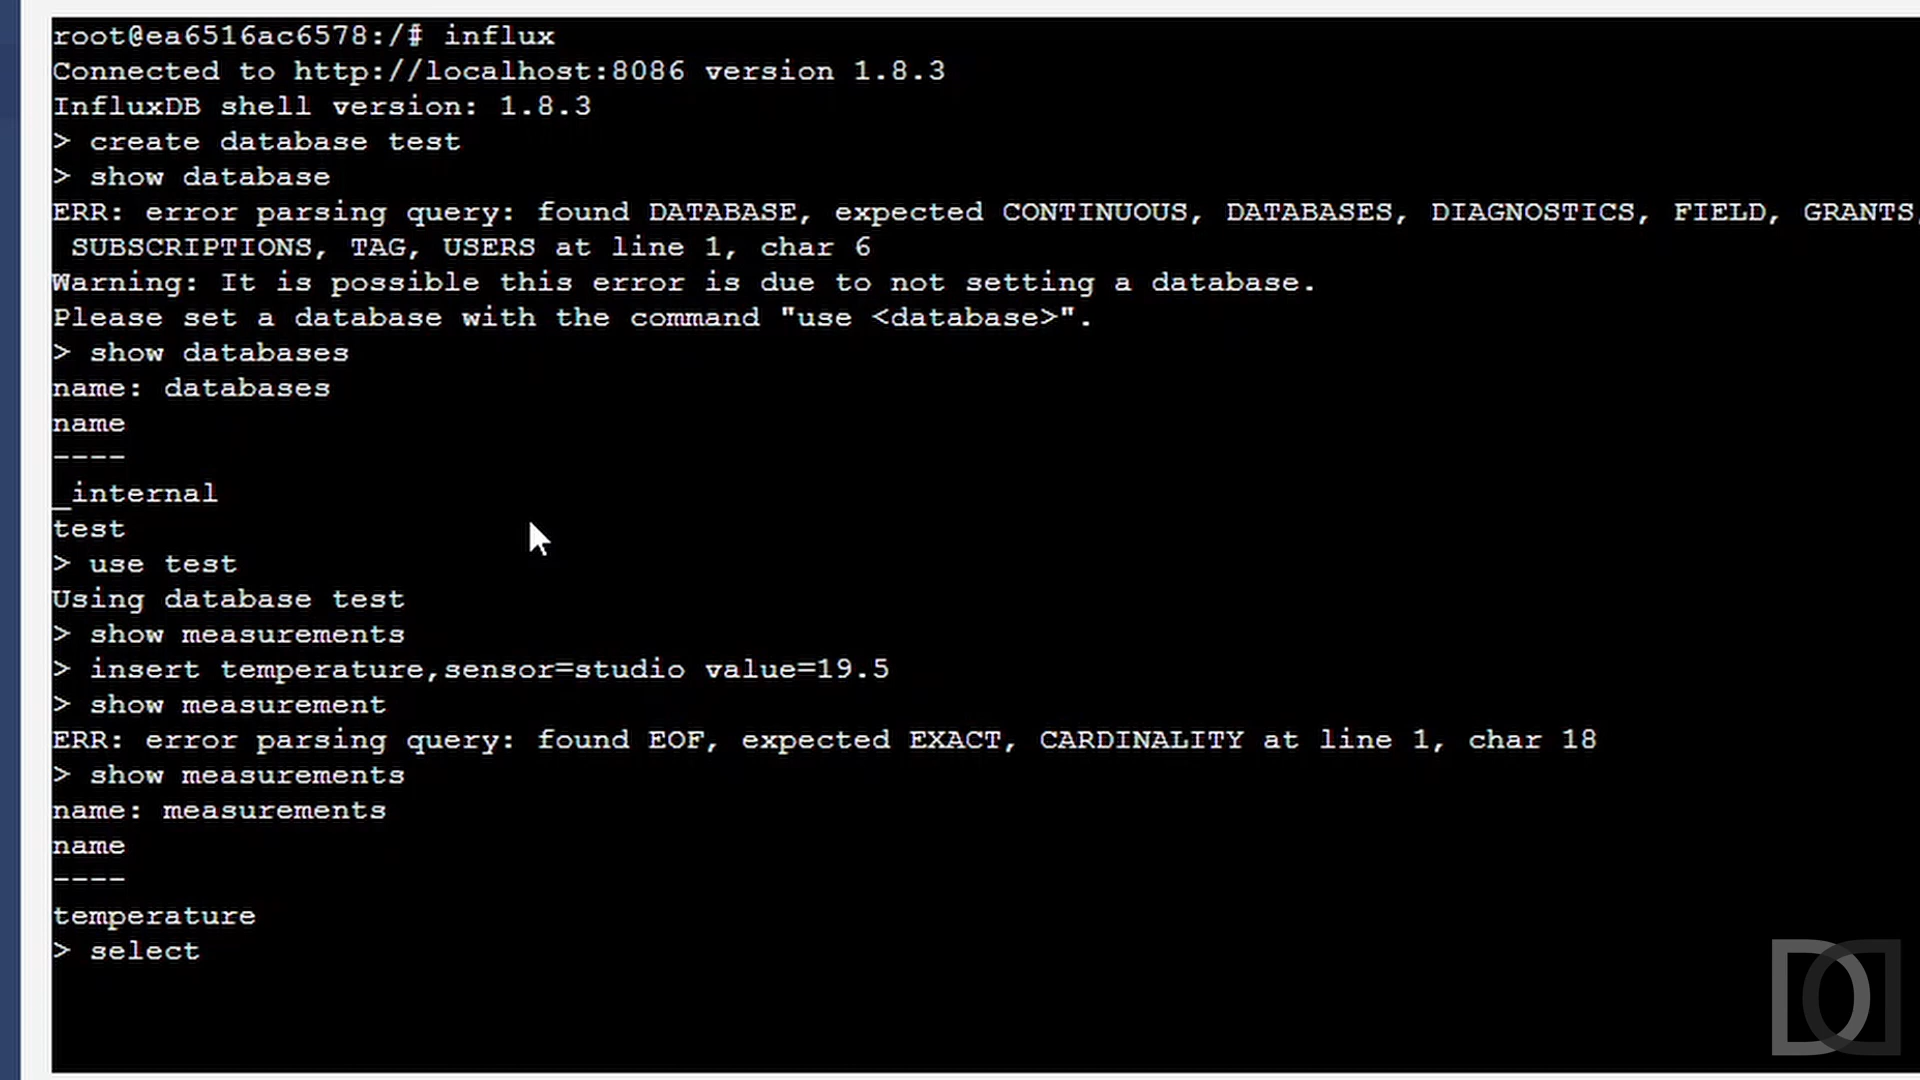 root@ea6516ac6578:/# influx
Connected to http://localhost:8086 version 1.8.3
InfluxDB shell version: 1.8.3
> create database test
> show database
ERR: error parsing query: found DATABASE, expected CONTINUOUS, DATABASES, DIAGNOSTICS, FIELD, GRANTS,
SUBSCRIPTIONS, TAG, USERS at line 1, char 6
Warning: It is possible this error is due to not setting a database.
Please set a database with the command "use <database>".
> show databases
name: databases
name
----
_internal
test
> use test
Using database test
> show measurements
> insert temperature,sensor=studio value=19.5
> show measurement
ERR: error parsing query: found EOF, expected EXACT, CARDINALITY at line 1, char 18
> show measurements
name: measurements
name
----
temperature
> select